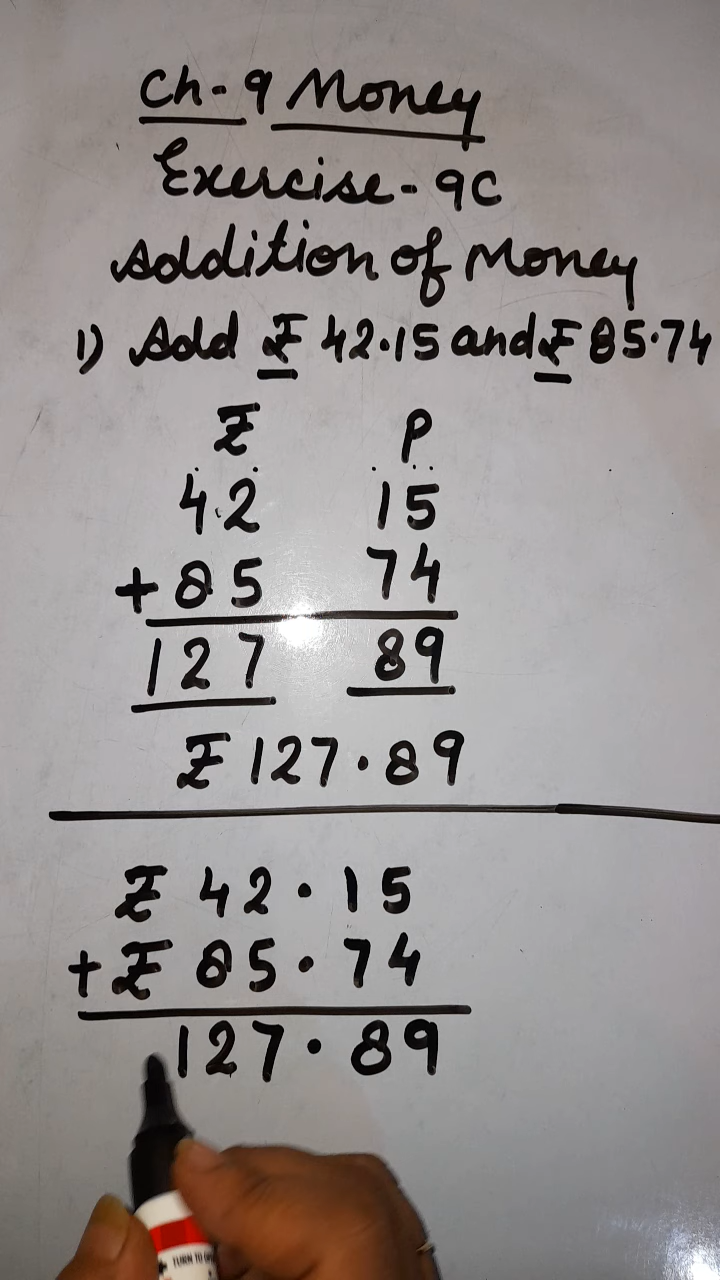 Ch-9 Money
Exercise-9C
Addition of Money
1) Add ₹ 42.15 and ₹ 85.74
₹ P
42 15
+ 85 74
127 89
₹ 127.89
₹ 42.15
+ ₹ 85.74
127.89